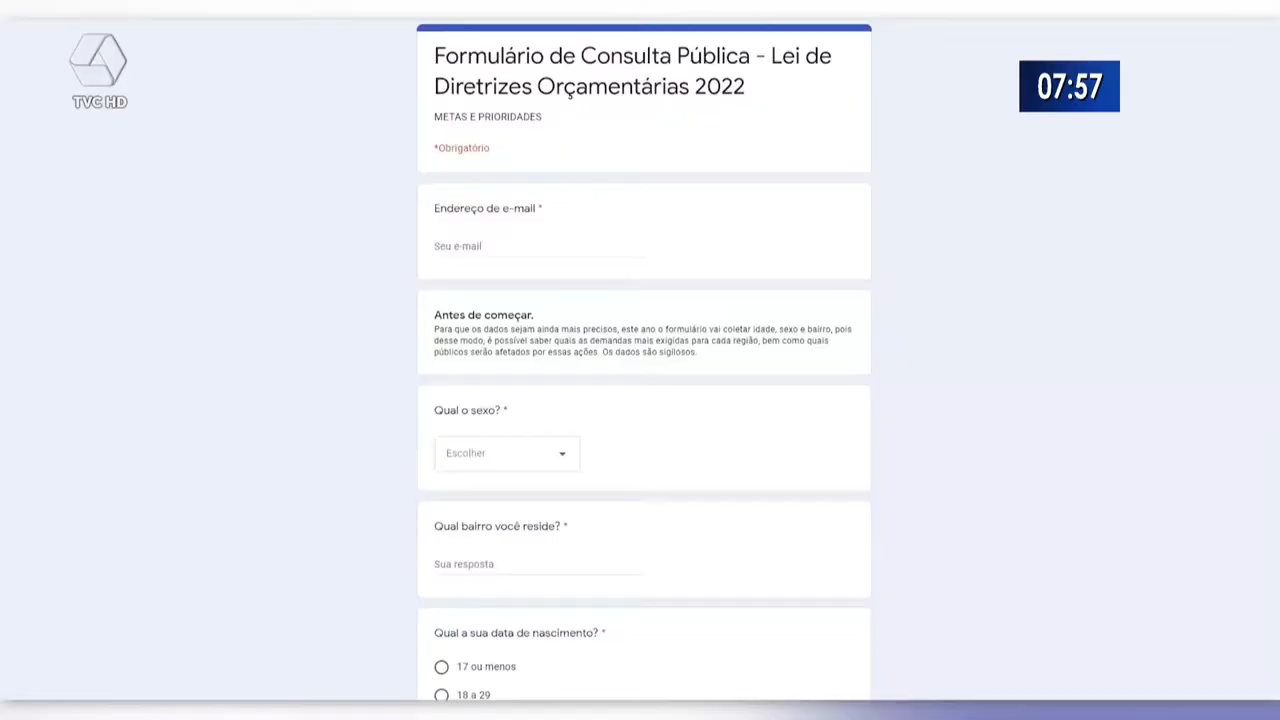 TVC HD
07:57
Formulário de Consulta Pública - Lei de
Diretrizes Orçamentárias 2022
METAS E PRIORIDADES
*Obrigatório
Endereço de e-mail *
Seu e-mail
Antes de começar.
Para que os dados sejam ainda mais precisos, este ano o formulário vai coletar idade, sexo e bairro, pois
desse modo, é possível saber quais as demandas mais exigidas para cada região, bem como quais
públicos serão afetados por essas ações. Os dados são sigilosos.
Qual o sexo? *
Escolher
Qual bairro você reside? *
Sua resposta
Qual a sua data de nascimento? *
17 ou menos
18 a 29